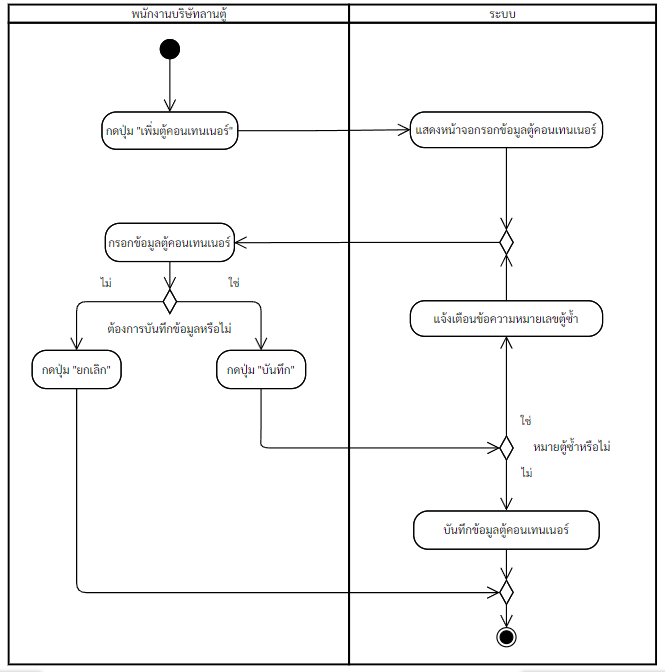 พนักงานบริษัทลานตู้
ระบบ
กดปุ่ม "เพิ่มตู้คอนเทนเนอร์"
แสดงหน้าจอกรอกข้อมูลตู้คอนเทนเนอร์
กรอกข้อมูลตู้คอนเทนเนอร์
ไม่
ใช่
ต้องการบันทึกข้อมูลหรือไม่
แจ้งเตือนข้อความหมายเลขตู้ซ้ำ
กดปุ่ม "ยกเลิก"
กดปุ่ม "บันทึก"
ใช่
หมายตู้ซ้ำหรือไม่
ไม่
บันทึกข้อมูลตู้คอนเทนเนอร์